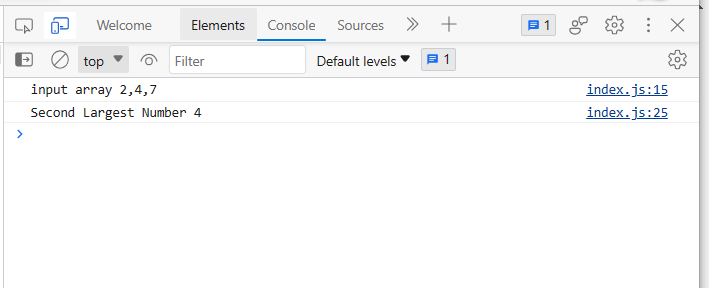 Welcome Elements Console Sources 1
top Filter Default levels 1
input array 2,4,7 index.js:15
Second Largest Number 4 index.js:25